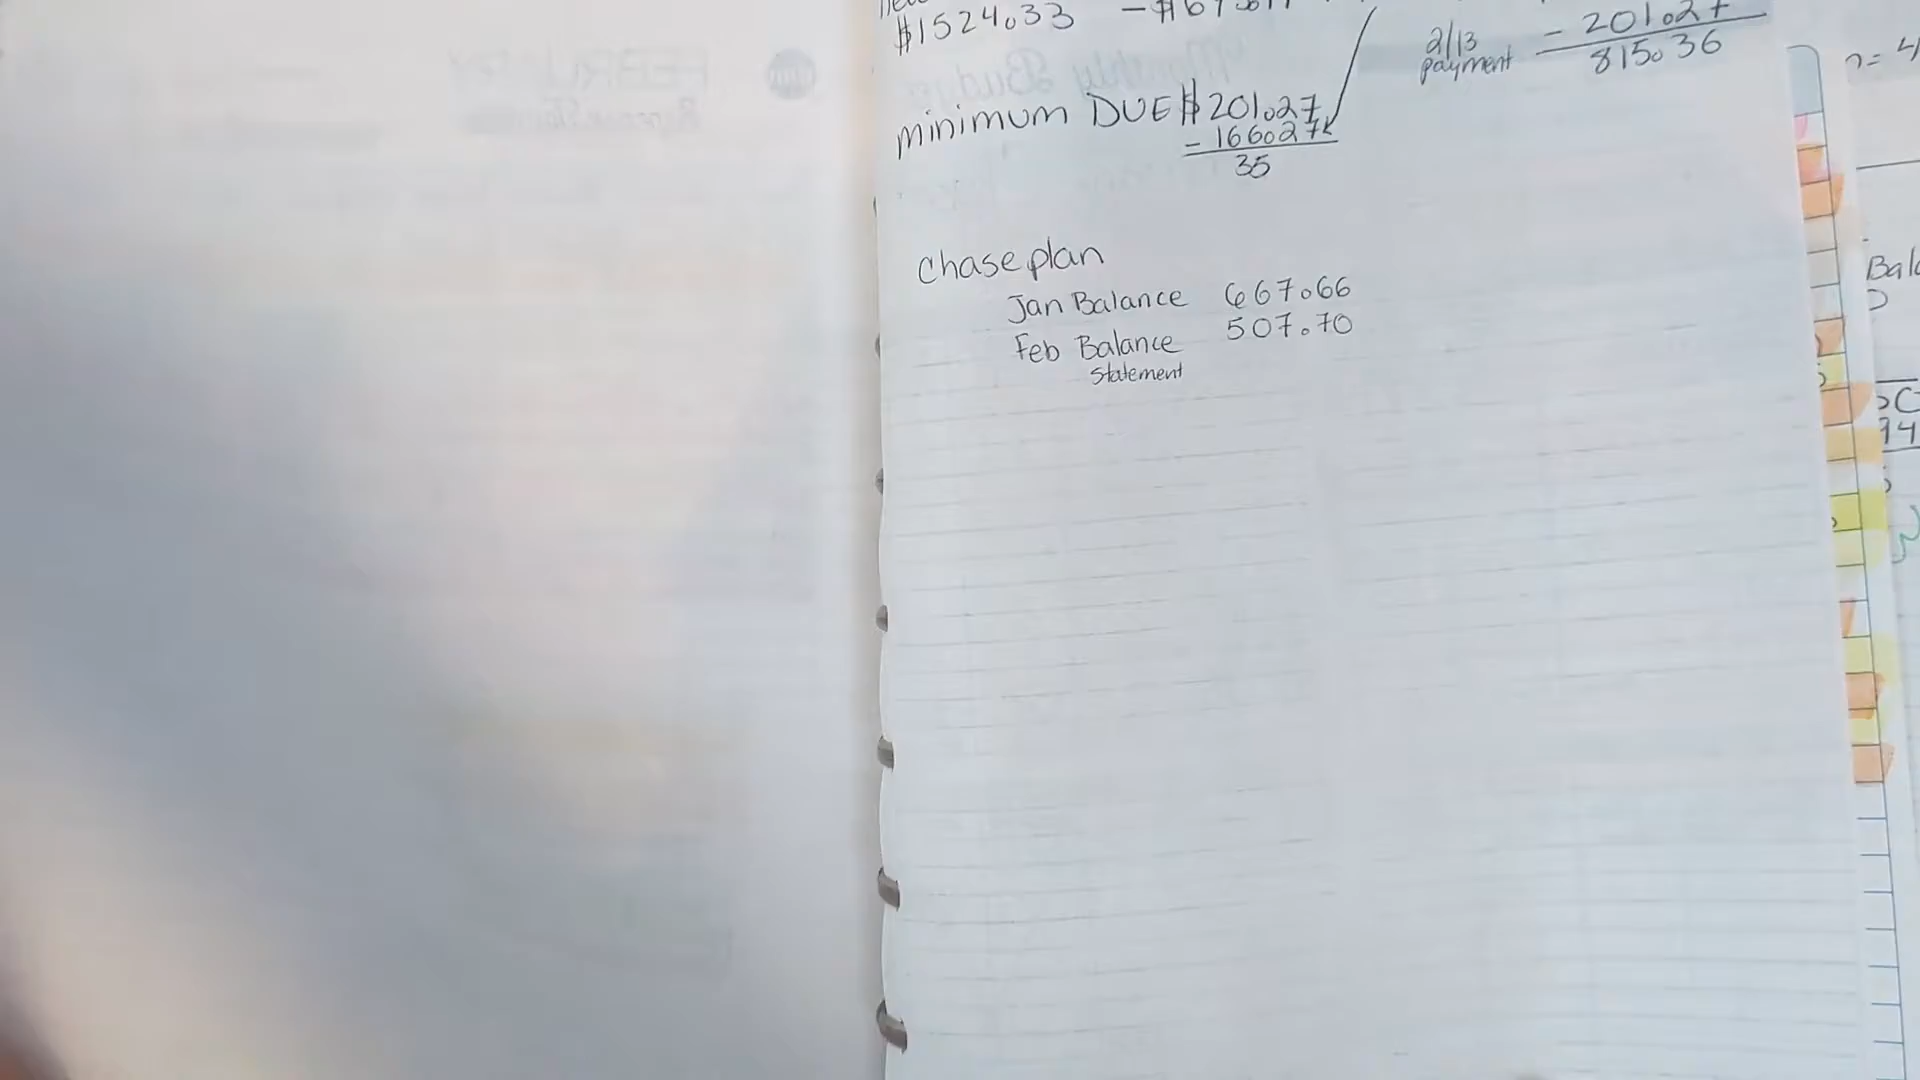 $1524.33
2/13
payment
- 201.27
815.36
minimum DUE $201.27
- 166.27
35
chase plan
Jan Balance 667.66
Feb Balance 507.70
statement